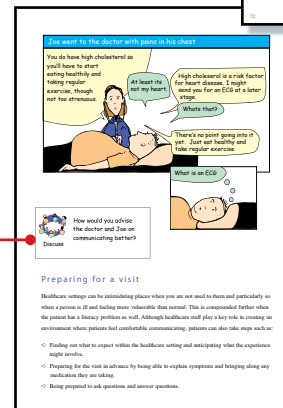 13
Joe went to the doctor with pains in his chest
You do have high cholesterol so
you'll have to start
eating healthily and
taking regular
exercise, though
not too strenuous.
At least its
not my heart.
High cholesterol is a risk factor
for heart disease. I might
send you for an ECG at a later
stage.
Whats that?
There's no point going into it
yet. Just eat healthy and
take regular exercise
What is an ECG
How would you advise
the doctor and Joe on
communicating better?
Discuss
Preparing for a visit
Healthcare settings can be intimidating places when you are not used to them and particularly so
when a person is ill and feeling more vulnerable than normal. This is compounded further when
the patient has a literacy problem as well. Although healthcare staff play a key role in creating an
environment where patients feel comfortable communicating, patients can also take steps such as:
Finding out what to expect within the healthcare setting and anticipating what the experience
might involve.
Preparing for the visit in advance by being able to explain symptoms and bringing along any
medication they are taking.
Being prepared to ask questions and answer questions.